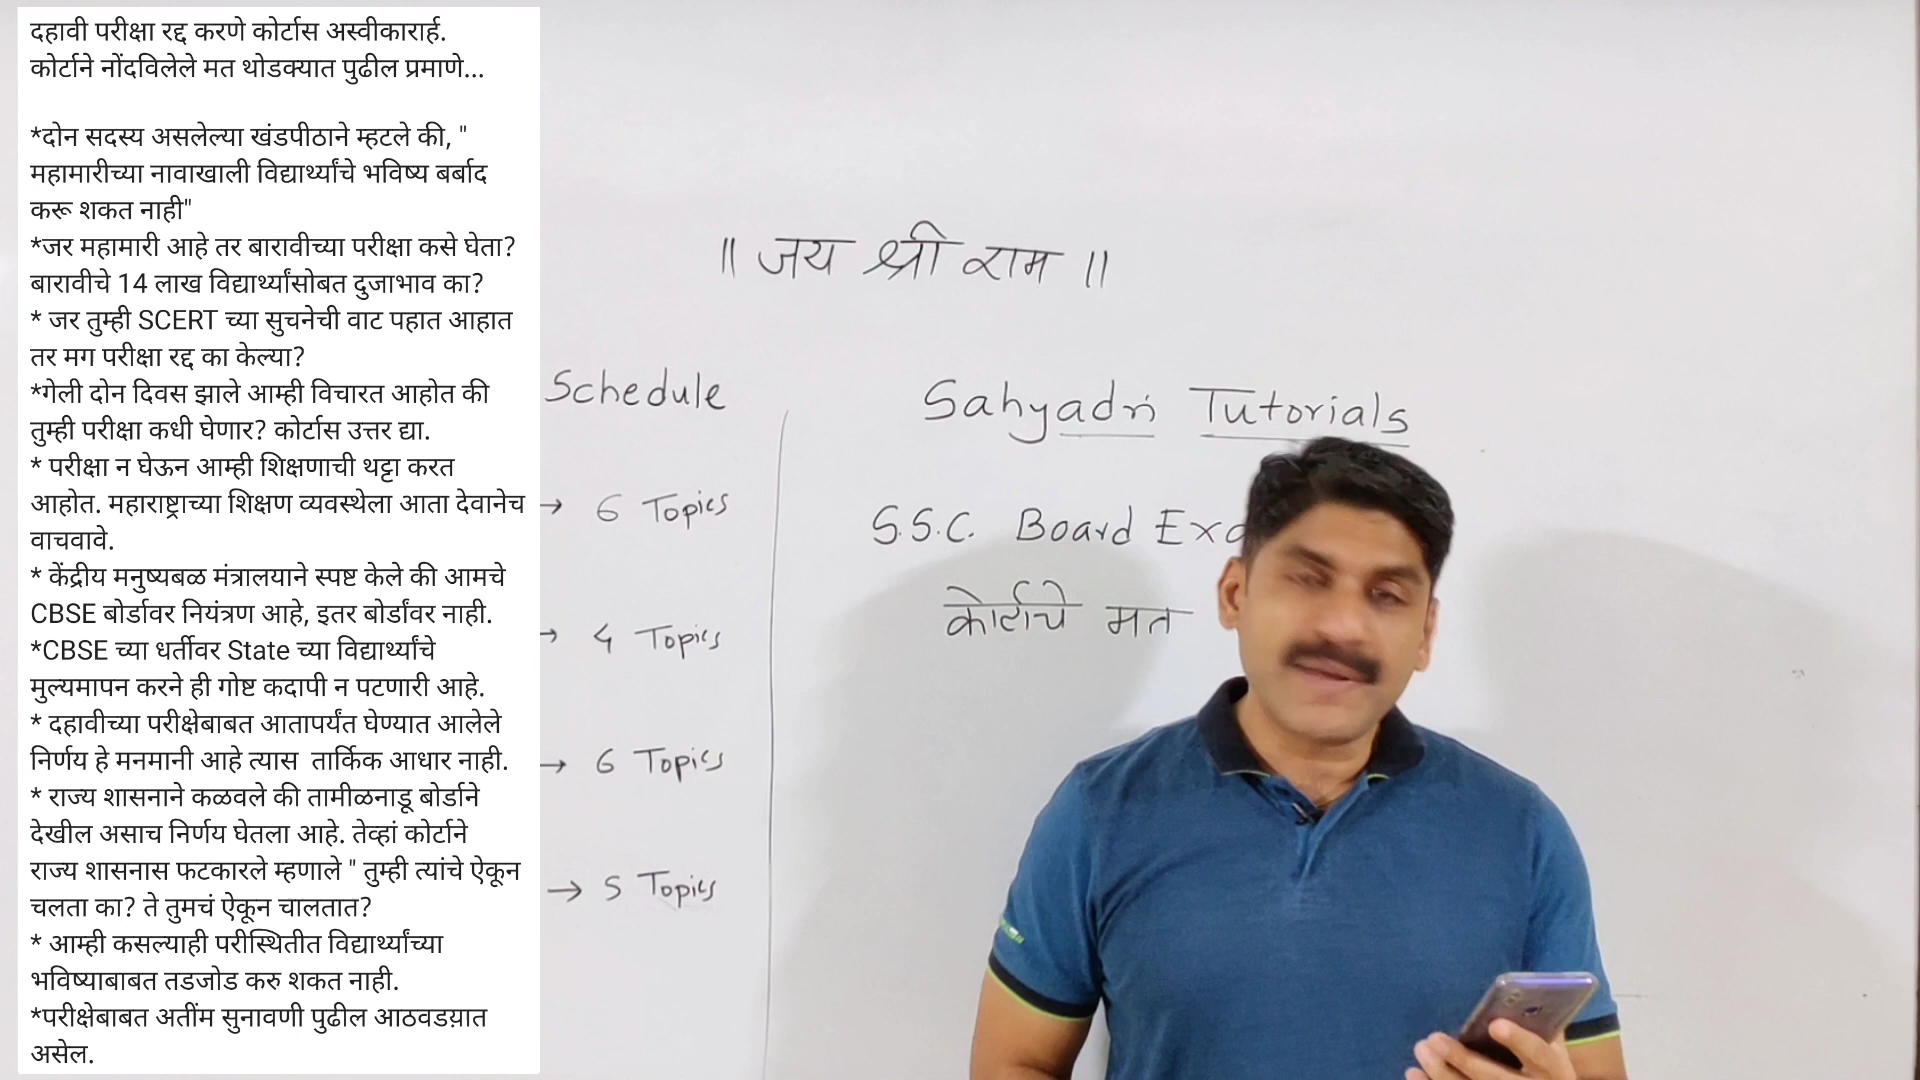 दहावी परीक्षा रद्द करणे कोर्टास अस्वीकारार्ह.
कोर्टाने नोंदविलेले मत थोडक्यात पुढील प्रमाणे...
*दोन सदस्य असलेल्या खंडपीठाने म्हटले की, "
महामारीच्या नावाखाली विद्यार्थ्यांचे भविष्य बर्बाद
करू शकत नाही"
*जर महामारी आहे तर बारावीच्या परीक्षा कसे घेता?
बारावीचे 14 लाख विद्यार्थ्यांसोबत दुजाभाव का?
* जर तुम्ही SCERT च्या सुचनेची वाट पहात आहात
तर मग परीक्षा रद्द का केल्या?
*गेली दोन दिवस झाले आम्ही विचारत आहोत की
तुम्ही परीक्षा कधी घेणार? कोर्टास उत्तर द्या.
* परीक्षा न घेऊन आम्ही शिक्षणाची थट्टा करत
आहोत. महाराष्ट्राच्या शिक्षण व्यवस्थेला आता देवानेच
वाचवावे.
* केंद्रीय मनुष्यबळ मंत्रालयाने स्पष्ट केले की आमचे
CBSE बोर्डावर नियंत्रण आहे, इतर बोर्डांवर नाही.
*CBSE च्या धर्तीवर State च्या विद्यार्थ्यांचे
मुल्यमापन करने ही गोष्ट कदापी न पटणारी आहे.
* दहावीच्या परीक्षेबाबत आतापर्यंत घेण्यात आलेले
निर्णय हे मनमानी आहे त्यास तार्किक आधार नाही.
* राज्य शासनाने कळवले की तामीळनाडू बोर्डाने
देखील असाच निर्णय घेतला आहे. तेव्हां कोर्टाने
राज्य शासनास फटकारले म्हणाले " तुम्ही त्यांचे ऐकून
चलता का? ते तुमचं ऐकून चालतात?
* आम्ही कसल्याही परीस्थितीत विद्यार्थ्यांच्या
भविष्याबाबत तडजोड करु शकत नाही.
*परीक्षेबाबत अतींम सुनावणी पुढील आठवडय़ात
असेल.
॥ जय श्री राम ॥
Schedule
→ 6 Topics
→ 4 Topics
→ 6 Topics
→ 5 Topics
Sahyadri Tutorials
S.S.C. Board
कोर्टाचे मत